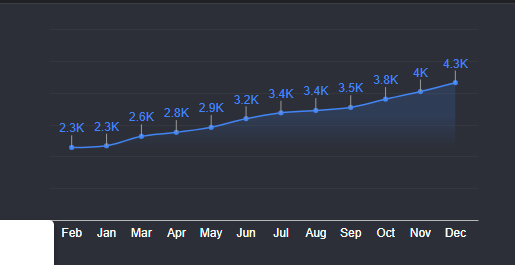 2.3K 2.3K 2.6K 2.8K 2.9K 3.2K 3.4K 3.4K 3.5K 3.8K 4K 4.3K
Feb Jan Mar Apr May Jun Jul Aug Sep Oct Nov Dec